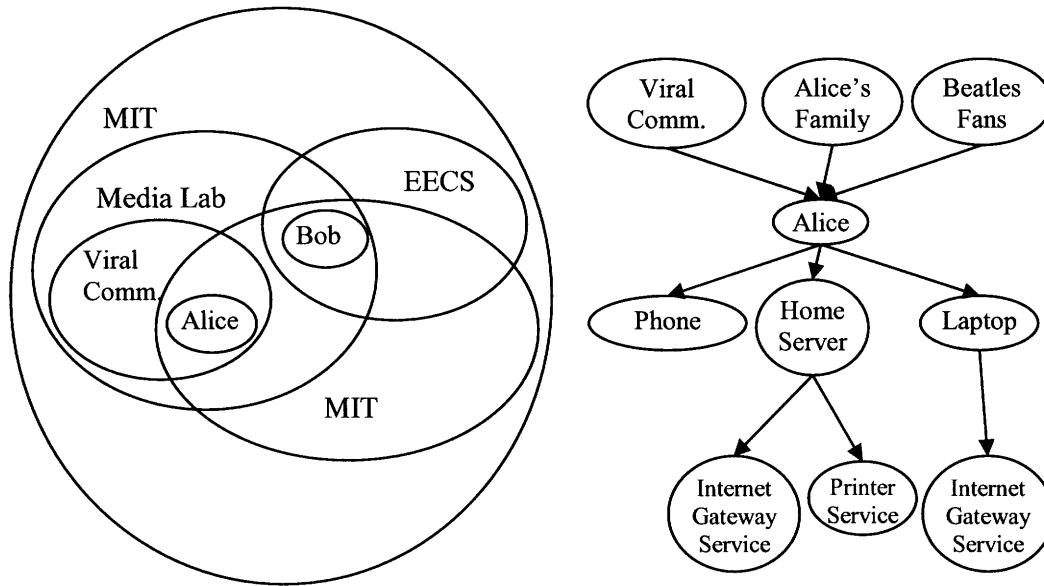 MIT
EECS
Media Lab
Bob
Viral
Comm.
Alice
MIT
Viral
Comm.
Alice's
Family
Beatles
Fans
Alice
Phone
Home
Server
Laptop
Internet
Gateway
Service
Printer
Service
Internet
Gateway
Service